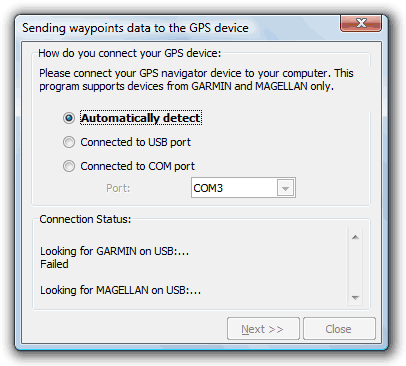 Sending waypoints data to the GPS device
How do you connect your GPS device:
Please connect your GPS navigator device to your computer. This
program supports devices from GARMIN and MAGELLAN only.
Automatically detect
Connected to USB port
Connected to COM port
Port: COM3
Connection Status:
Looking for GARMIN on USB:...
Failed
Looking for MAGELLAN on USB:...
Next >> Close